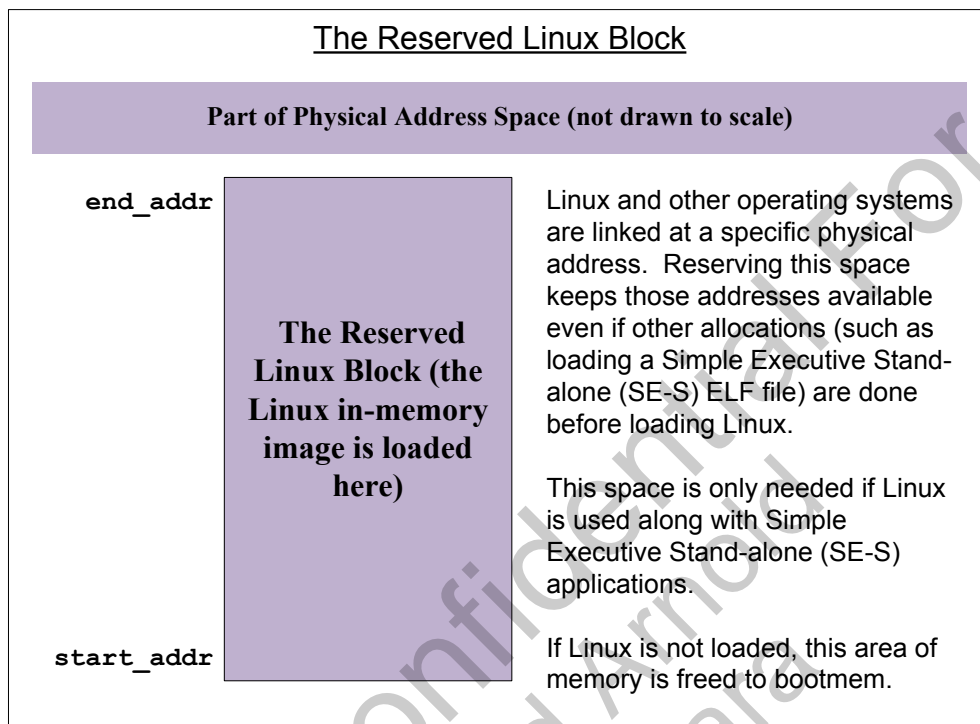 The Reserved Linux Block
Part of Physical Address Space (not drawn to scale)
end_addr
The Reserved
Linux Block (the
Linux in-memory
image is loaded
here)
start_addr
Linux and other operating systems
are linked at a specific physical
address. Reserving this space
keeps those addresses available
even if other allocations (such as
loading a Simple Executive Stand-
alone (SE-S) ELF file) are done
before loading Linux.
This space is only needed if Linux
is used along with Simple
Executive Stand-alone (SE-S)
applications.
If Linux is not loaded, this area of
memory is freed to bootmem.
For
Arnold